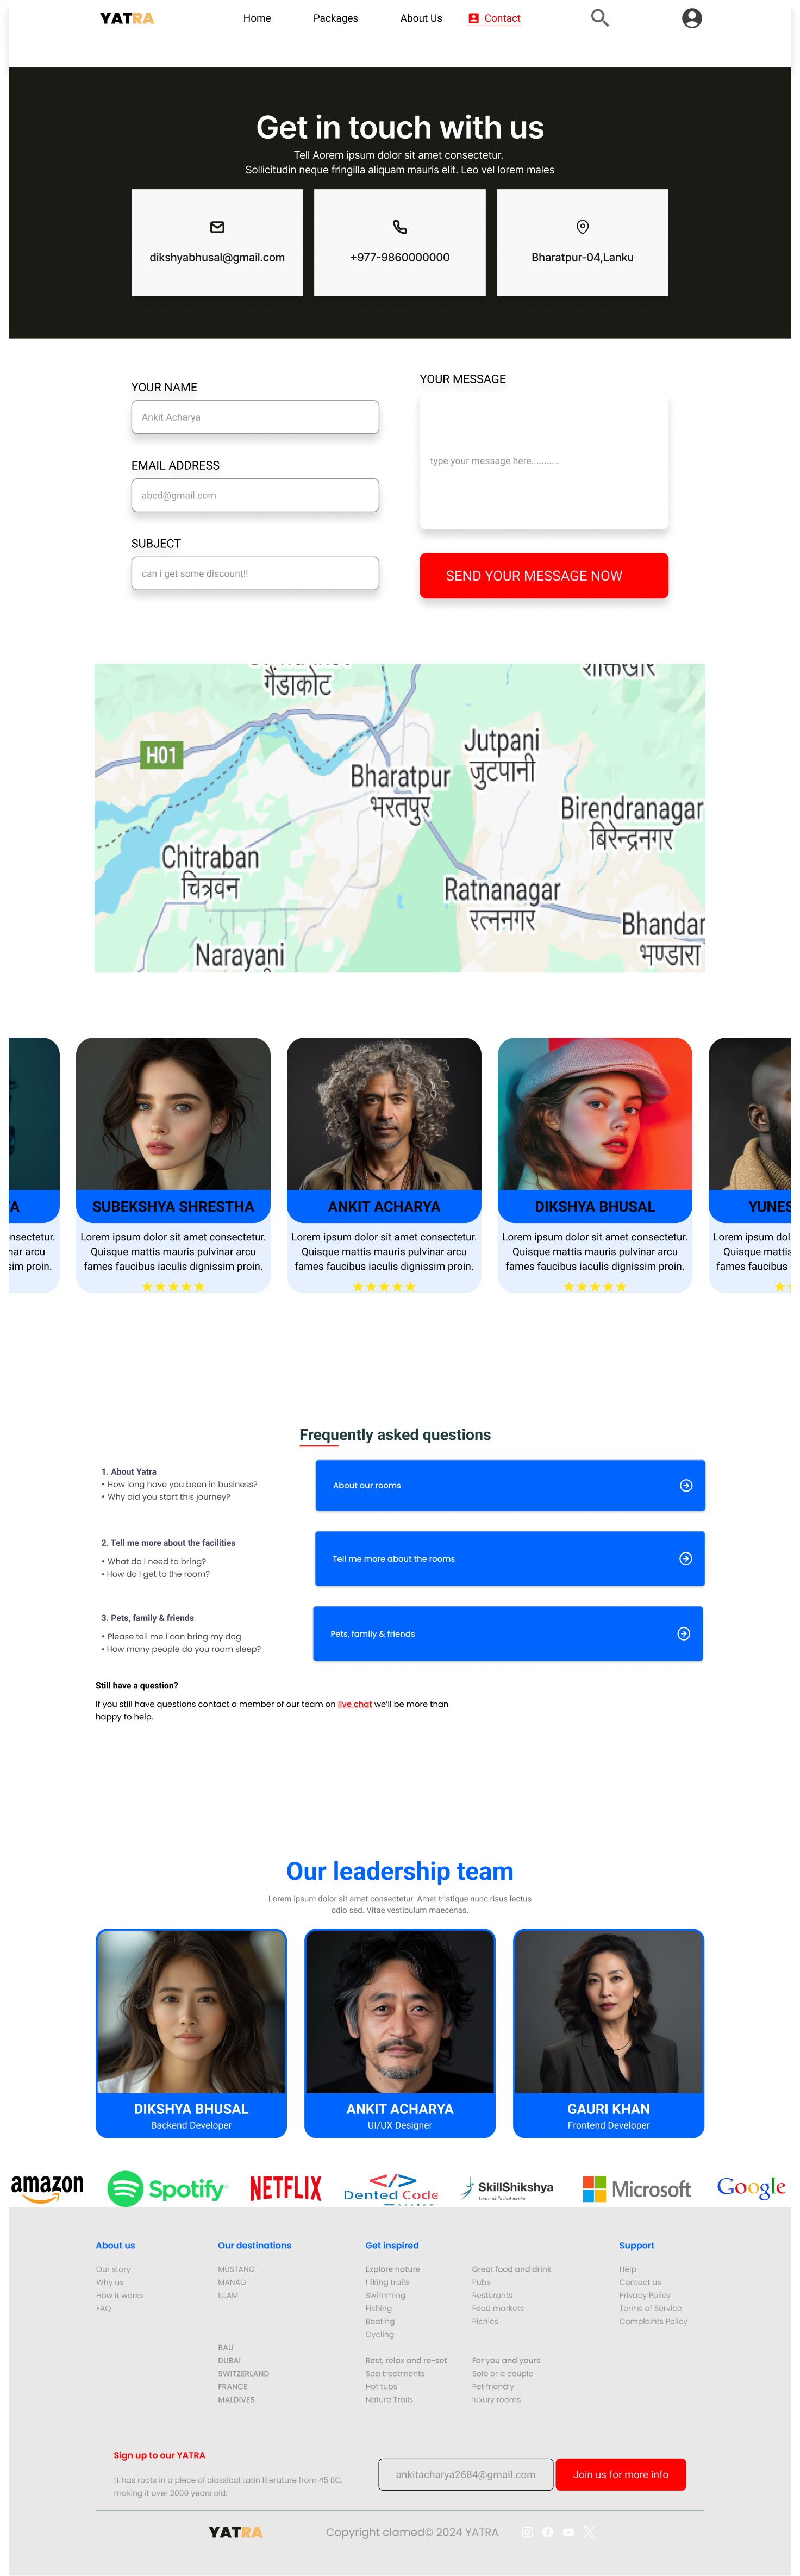 YATRA
Home
Packages
About Us
Contact
Get in touch with us
Tell Aorem ipsum dolor sit amet consectetur.
Sollicitudin neque fringilla aliquam mauris elit. Leo vel lorem males
dikshyabhusal@gmail.com
+977-9860000000
Bharatpur-04,Lanku
YOUR NAME
Ankit Acharya
EMAIL ADDRESS
abcd@gmail.com
SUBJECT
can i get some discount!!
YOUR MESSAGE
type your message here...........
SEND YOUR MESSAGE NOW
गैंडाकोट
शक्तिखोर
H01
Jutpani
जुटपानी
Bharatpur
भरतपुर
Birendranagar
बिरेन्द्रनगर
Chitraban
चित्रवन
Ratnanagar
रत्ननगर
Bhandar
भण्डारा
Narayani
TA
nsectetur.
nar arcu
sim proin.
SUBEKSHYA SHRESTHA
Lorem ipsum dolor sit amet consectetur.
Quisque mattis mauris pulvinar arcu
fames faucibus iaculis dignissim proin.
ANKIT ACHARYA
Lorem ipsum dolor sit amet consectetur.
Quisque mattis mauris pulvinar arcu
fames faucibus iaculis dignissim proin.
DIKSHYA BHUSAL
Lorem ipsum dolor sit amet consectetur.
Quisque mattis mauris pulvinar arcu
fames faucibus iaculis dignissim proin.
YUNES
Lorem ipsum dol
Quisque mattis
fames faucibus i
Frequently asked questions
1. About Yatra
• How long have you been in business?
• Why did you start this journey?
About our rooms
2. Tell me more about the facilities
• What do I need to bring?
• How do I get to the room?
Tell me more about the rooms
3. Pets, family & friends
• Please tell me I can bring my dog
• How many people do you room sleep?
Pets, family & friends
Still have a question?
If you still have questions contact a member of our team on live chat we'll be more than
happy to help.
Our leadership team
Lorem ipsum dolor sit amet consectetur. Amet tristique nunc risus lectus
odio sed. Vitae vestibulum maecenas.
DIKSHYA BHUSAL
Backend Developer
ANKIT ACHARYA
UI/UX Designer
GAURI KHAN
Frontend Developer
amazon
Spotify
NETFLIX
</>
Dented Code
SkillShikshya
Learn skills that matter
Microsoft
Google
About us
Our story
Why us
How it works
FAQ
Our destinations
MUSTANG
MANAG
ILLAM
BALI
DUBAI
SWITZERLAND
FRANCE
MALDIVES
Get inspired
Explore nature
Hiking trails
Swimming
Fishing
Boating
Cycling
Rest, relax and re-set
Spa treatments
Hot tubs
Nature Trails
Great food and drink
Pubs
Resturants
Food markets
Picnics
For you and yours
Solo or a couple
Pet friendly
luxury rooms
Support
Help
Contact us
Privacy Policy
Terms of Service
Complaints Policy
Sign up to our YATRA
tt has roots in a piece of classical Latin literature from 45 BC,
making it over 2000 years old.
ankitacharya2684@gmail.com
Join us for more info
YATRA
Copyright clamed© 2024 YATRA